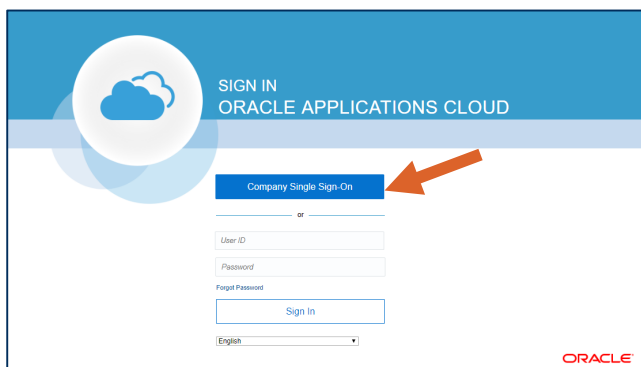 SIGN IN
ORACLE APPLICATIONS CLOUD
Company Single Sign-On
or
User ID
Password
Forgot Password
Sign In
English
ORACLE